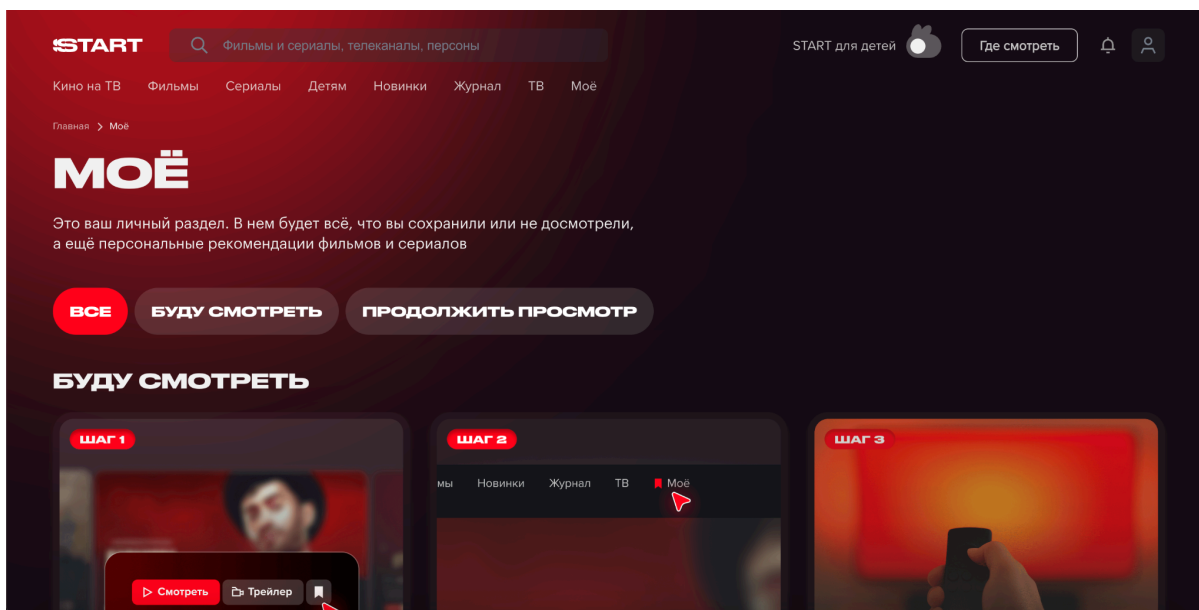 START
Фильмы и сериалы, телеканалы, персоны
START для детей
Где смотреть
Кино на ТВ Фильмы Сериалы Детям Новинки Журнал ТВ Моё
Главная > Моё
МОЁ
Это ваш личный раздел. В нем будет всё, что вы сохранили или не досмотрели,
а ещё персональные рекомендации фильмов и сериалов
ВСЕ БУДУ СМОТРЕТЬ ПРОДОЛЖИТЬ ПРОСМОТР
БУДУ СМОТРЕТЬ
ШАГ 1
Смотреть Трейлер
ШАГ 2
мы Новинки Журнал ТВ Моё
ШАГ 3